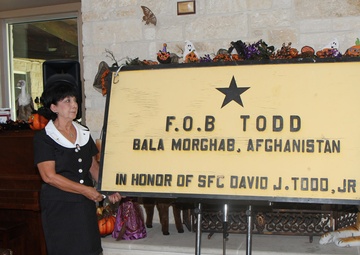 F.O.B TODD
BALA MORGHAB, AFGHANISTAN
IN HONOR OF SFC DAVID J. TODD, JR